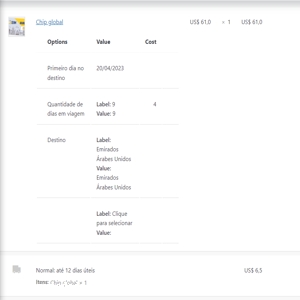 Chip global US$ 61,0 × 1 US$ 61,0
Options Value Cost
Primeiro dia no 20/04/2023
destino
Quantidade de Label: 9 4
dias em viagem Value: 9
Destino Label:
Emirados
Árabes Unidos
Value:
Emirados
Árabes Unidos
Label: Clique
para selecionar
Value:
Normal: até 12 dias úteis US$ 6,5
Itens: Chip global × 1